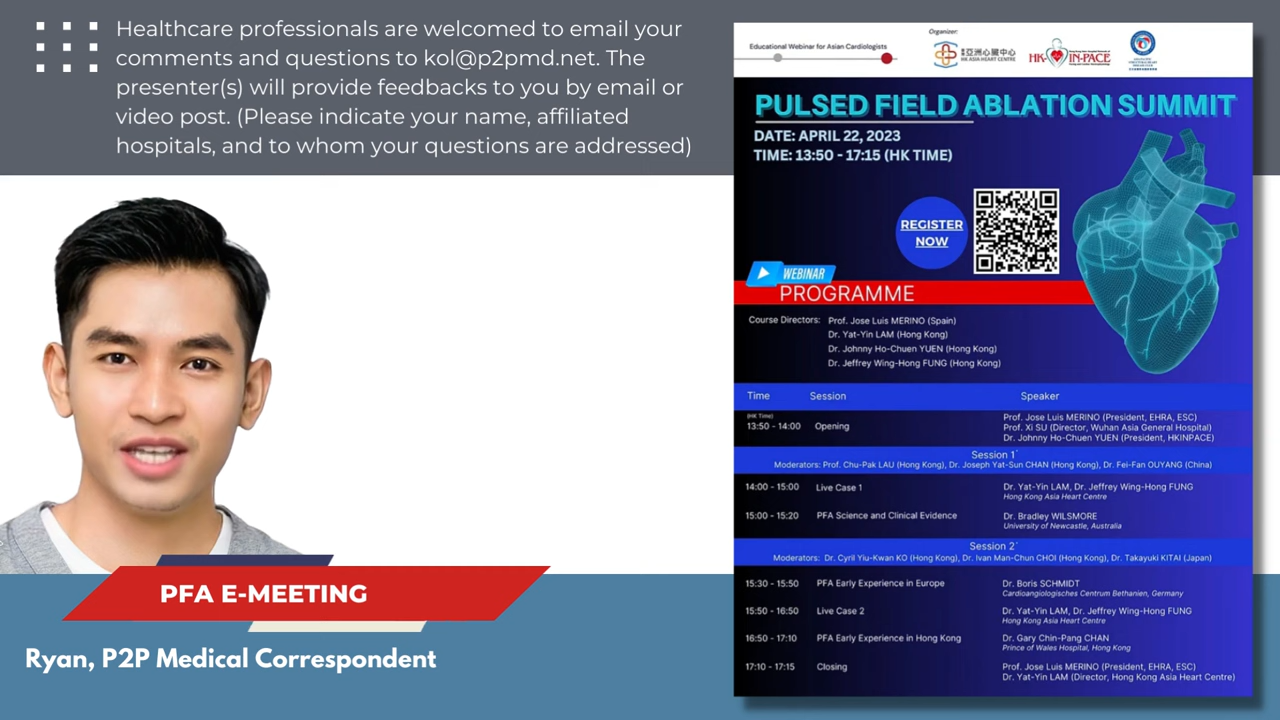 Healthcare professionals are welcomed to email your
comments or questions to kol@p2pmd.net. The
presenter(s) will provide feedbacks to you by email or
video post. (Please indicate your name, affiliated
hospitals, and to whom your questions are addressed)
PFA E-MEETING
Ryan, P2P Medical Correspondent
Organizer:
Educational Webinar for Asian Cardiologists
亞洲心臟中心
HK ASIA HEART CENTRE
HK IN-PACE
PULSED FIELD ABLATION SUMMIT
DATE: APRIL 22, 2023
TIME: 13:50 - 17:15 (HK TIME)
REGISTER
NOW
WEBINAR
PROGRAMME
Course Directors: Prof. Jose Luis MERINO (Spain)
Dr. Yat-Yin LAM (Hong Kong)
Dr. Johnny Ho-Chuen YUEN (Hong Kong)
Dr. Jeffrey Wing-Hong FUNG (Hong Kong)
Time Session Speaker
(HK Time)
13:50 - 14:00 Opening
Prof. Jose Luis MERINO (President, EHRA, ESC)
Prof. Xi SU (Director, Wuhan Asia General Hospital)
Dr. Johnny Ho-Chuen YUEN (President, HKINPACE)
Session 1*
Moderators: Prof. Chu-Pak LAU (Hong Kong), Dr. Joseph Yat-Sun CHAN (Hong Kong), Dr. Fei-Fan OUYANG (China)
14:00 - 15:00 Live Case 1 Dr. Yat-Yin LAM, Dr. Jeffrey Wing-Hong FUNG
Hong Kong Asia Heart Centre
15:00 - 15:20 PFA Science and Clinical Evidence Dr. Bradley WILSMORE
University of Newcastle, Australia
Session 2*
Moderators: Dr. Cyril Yiu-Kwan KO (Hong Kong), Dr. Ivan Man-Chun CHOI (Hong Kong), Dr. Takayuki KITAI (Japan)
15:30 - 15:50 PFA Early Experience in Europe Dr. Boris SCHMIDT
Cardioangiologisches Centrum Bethanien, Germany
15:50 - 16:50 Live Case 2 Dr. Yat-Yin LAM, Dr. Jeffrey Wing-Hong FUNG
Hong Kong Asia Heart Centre
16:50 - 17:10 PFA Early Experience in Hong Kong Dr. Gary Chin-Pang CHAN
Prince of Wales Hospital, Hong Kong
17:10 - 17:15 Closing Prof. Jose Luis MERINO (President, EHRA, ESC)
Dr. Yat-Yin LAM (Director, Hong Kong Asia Heart Centre)